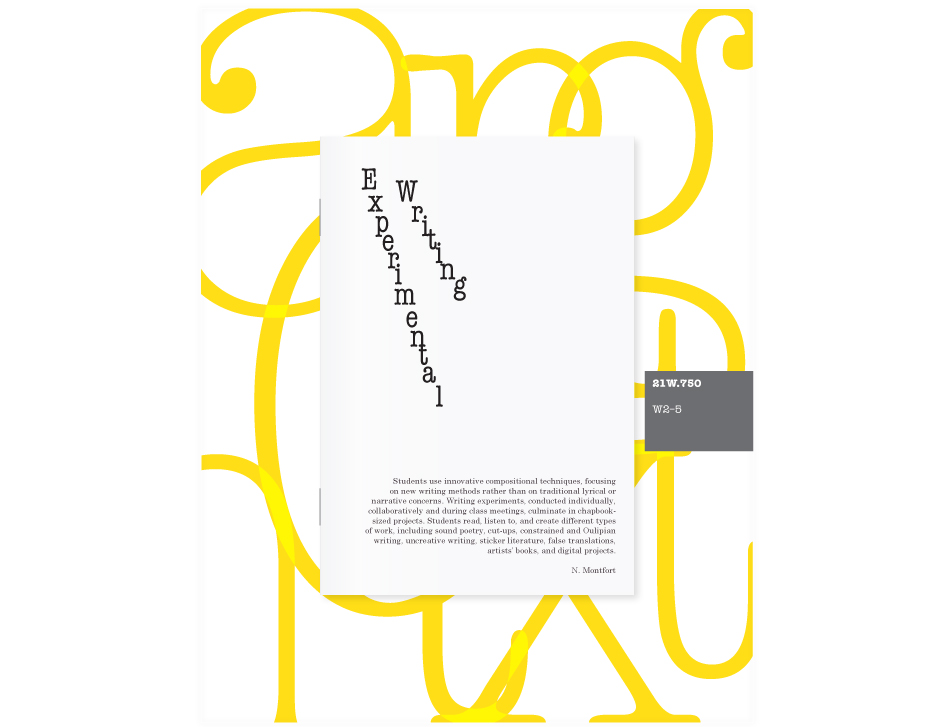 Experimental
Writing
21W.750
W2-5
Students use innovative compositional techniques, focusing
on new writing methods rather than on traditional lyrical or
narrative concerns. Writing experiments, conducted individually,
collaboratively and during class meetings, culminate in chapbook-
sized projects. Students read, listen to, and create different types
of work, including sound poetry, cut-ups, constrained and Oulipian
writing, uncreative writing, sticker literature, false translations,
artists' books, and digital projects.
N. Montfort